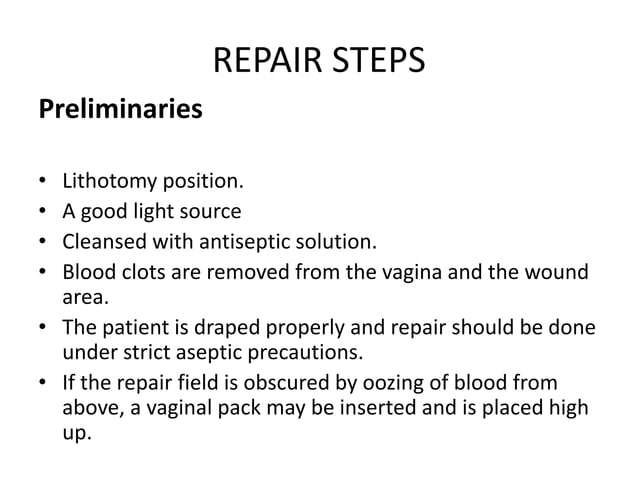 REPAIR STEPS
Preliminaries
• Lithotomy position.
• A good light source
• Cleansed with antiseptic solution.
• Blood clots are removed from the vagina and the wound
area.
• The patient is draped properly and repair should be done
under strict aseptic precautions.
• If the repair field is obscured by oozing of blood from
above, a vaginal pack may be inserted and is placed high
up.